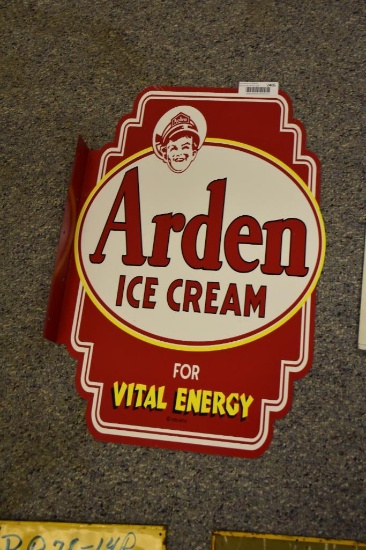 Arden
ICE CREAM
FOR
VITAL ENERGY